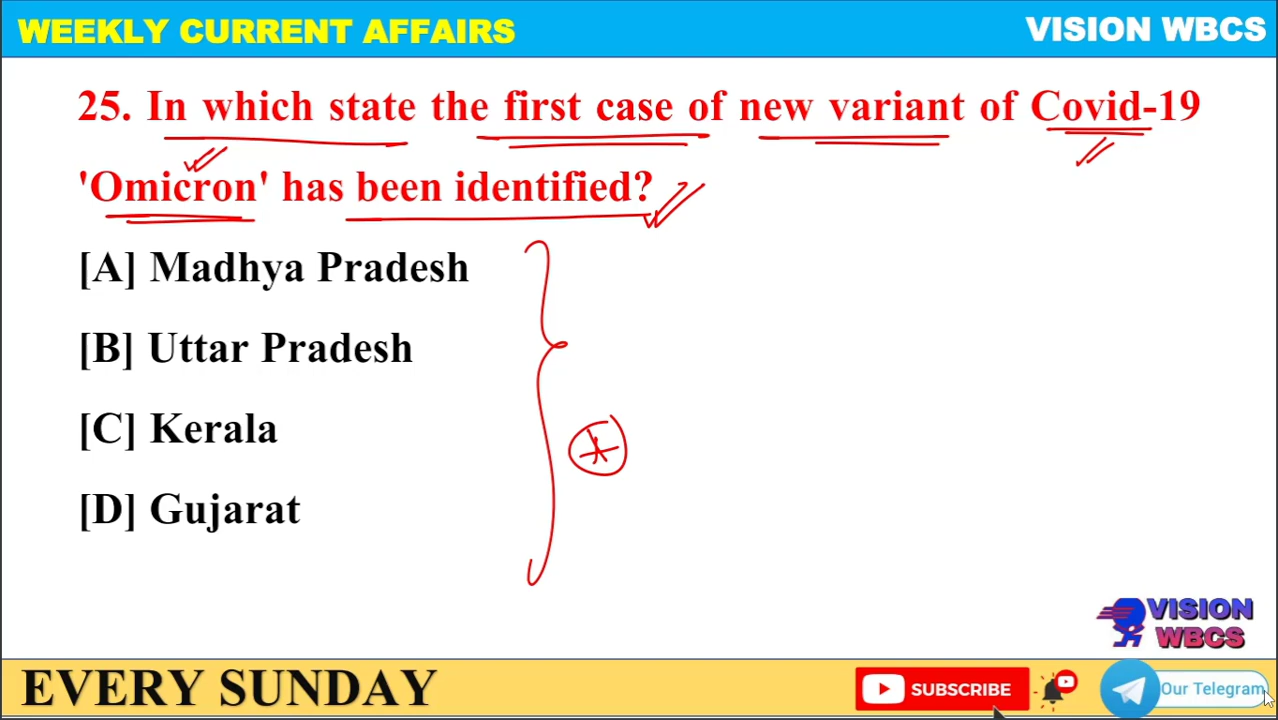 WEEKLY CURRENT AFFAIRS
VISION WBCS
25. In which state the first case of new variant of Covid-19
'Omicron' has been identified?
[A] Madhya Pradesh
[B] Uttar Pradesh
[C] Kerala
[D] Gujarat
VISION
WBCS
EVERY SUNDAY
SUBSCRIBE
Our Telegram